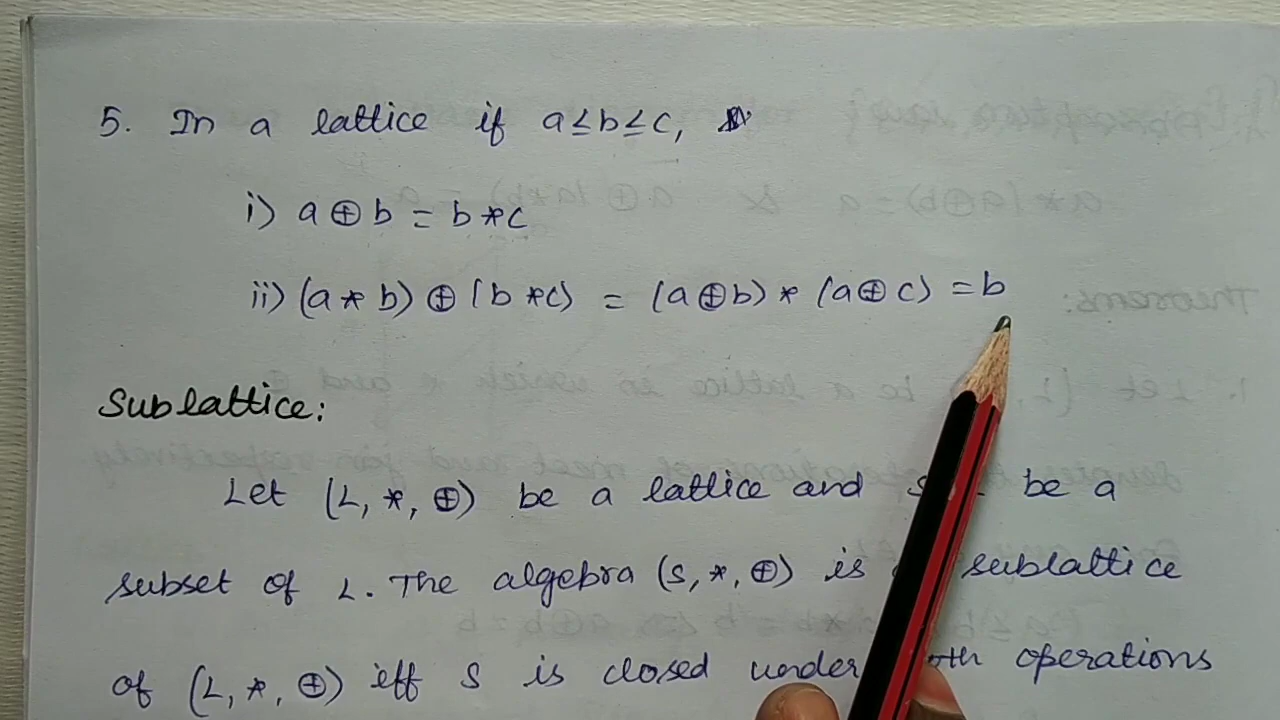 5. In a lattice if a≤b≤c,
i) a ⊕ b = b * c
ii) (a * b) ⊕ (b * c) = (a ⊕ b) * (a ⊕ c) = b
Sublattice:
Let (L, *, ⊕) be a lattice and be a
subset of L. The algebra (S, *, ⊕) is sublattice
of (L, *, ⊕) iff S is closed under operations